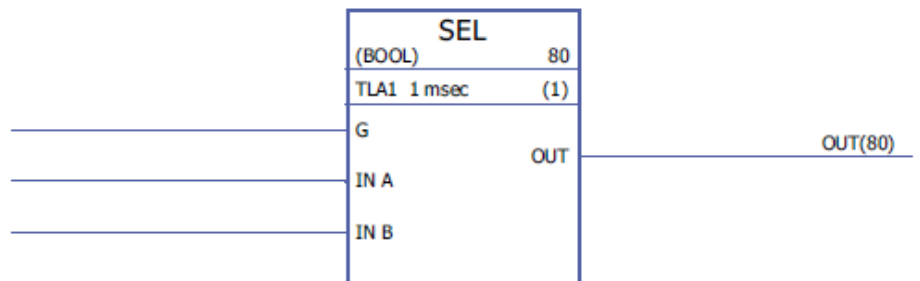 SEL
(BOOL) 80
TLA1 1 msec (1)
G
OUT OUT(80)
IN A
IN B